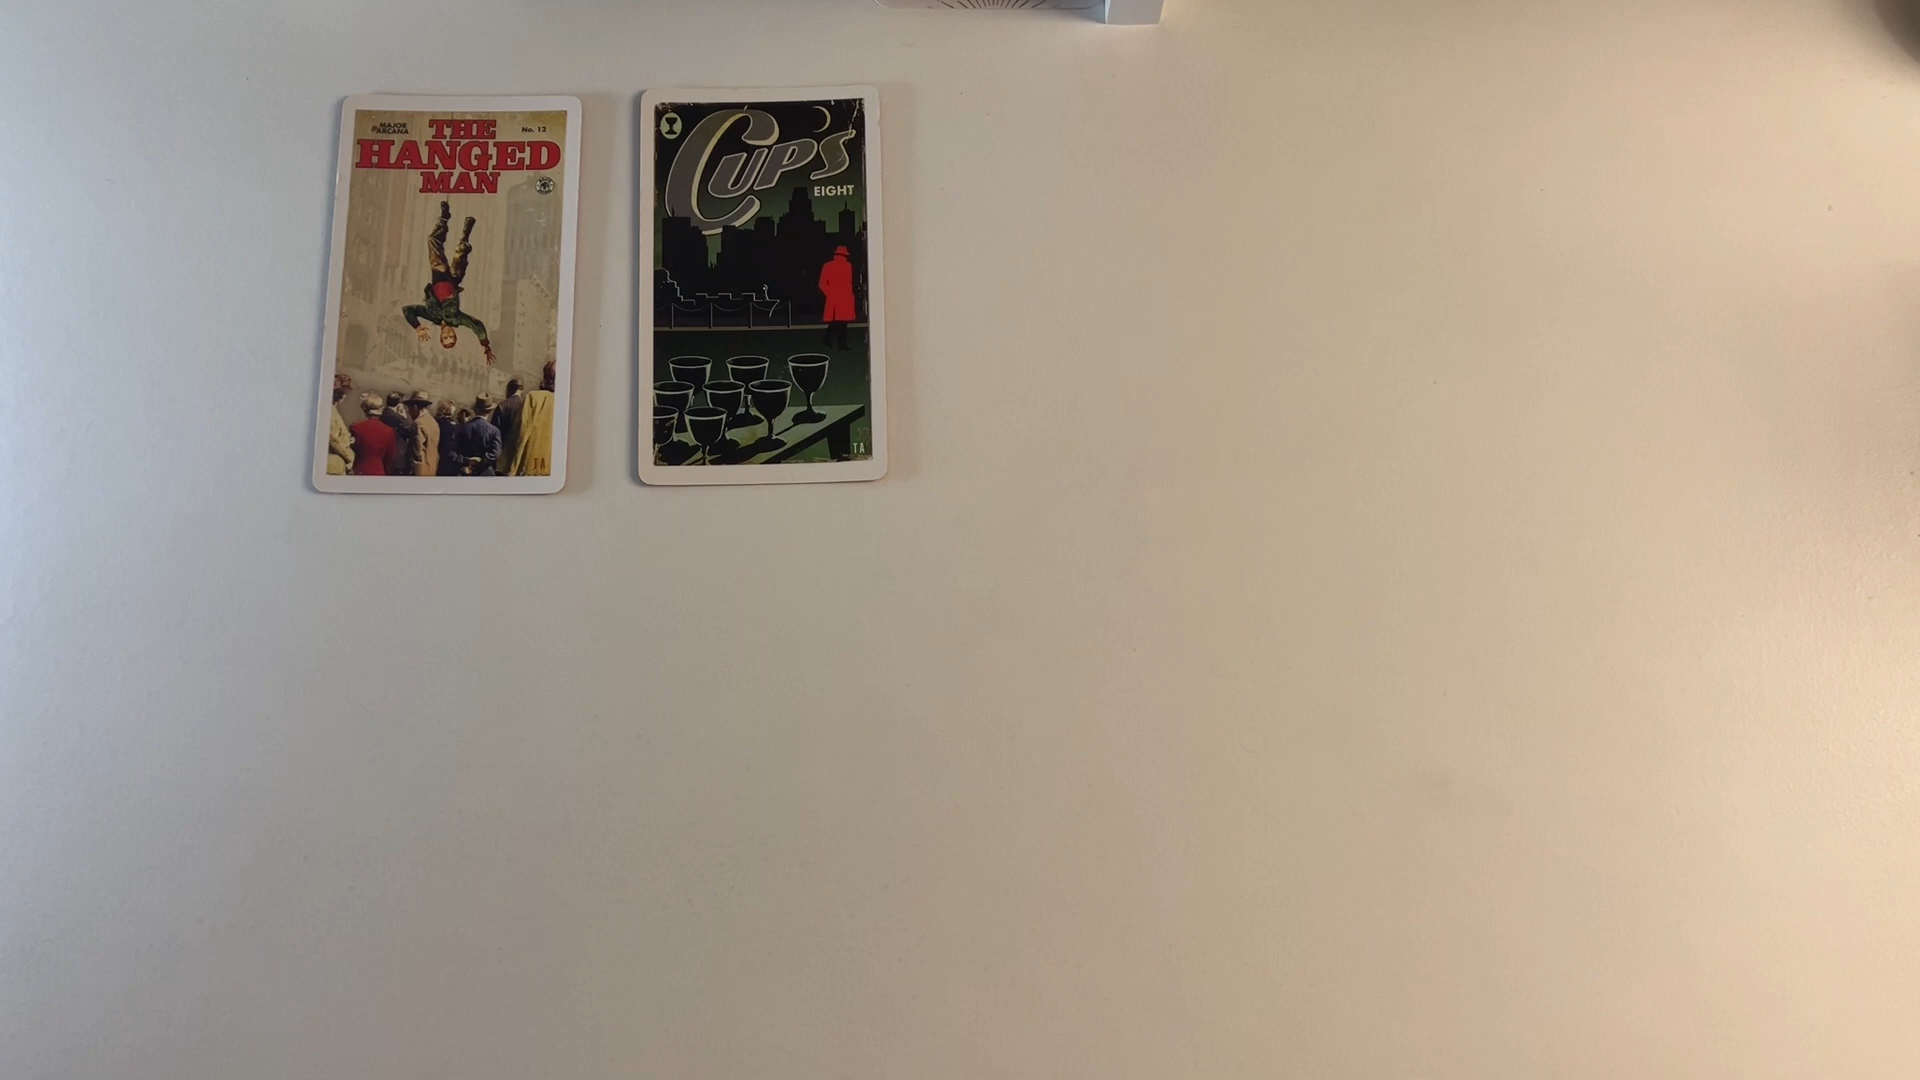 MAJOR
ARCANA
No. 12
THE
HANGED
MAN
TA
CUPS
EIGHT
TA